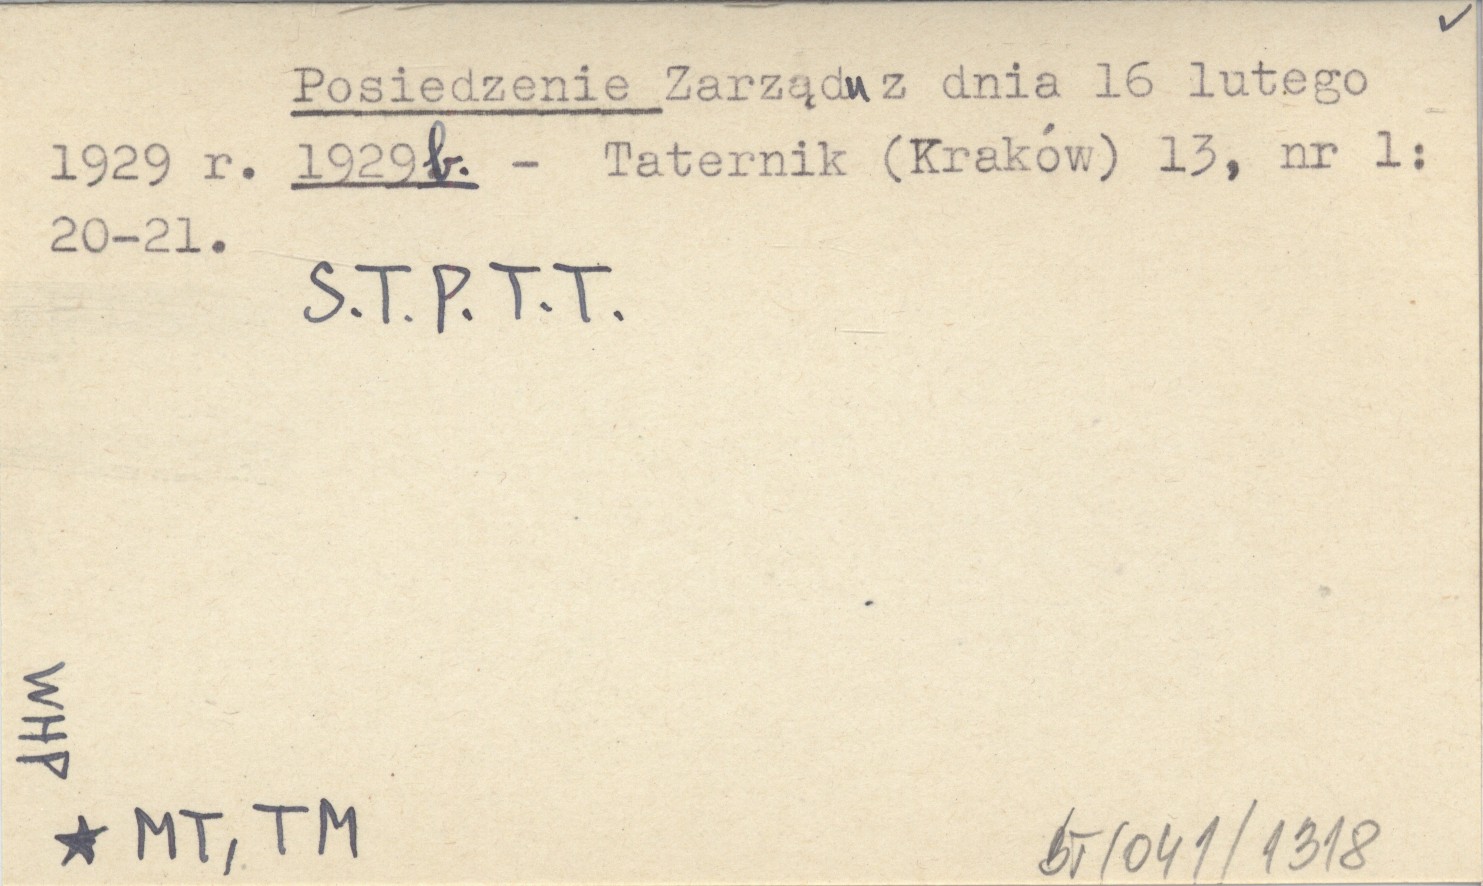 Posiedzenie Zarządu z dnia 16 lutego
1929 r. 1929b. - Taternik (Kraków) 13, nr 1:
20-21.
S.T.P.T.T.
WHP
★ MT, TM
bT/041/1318